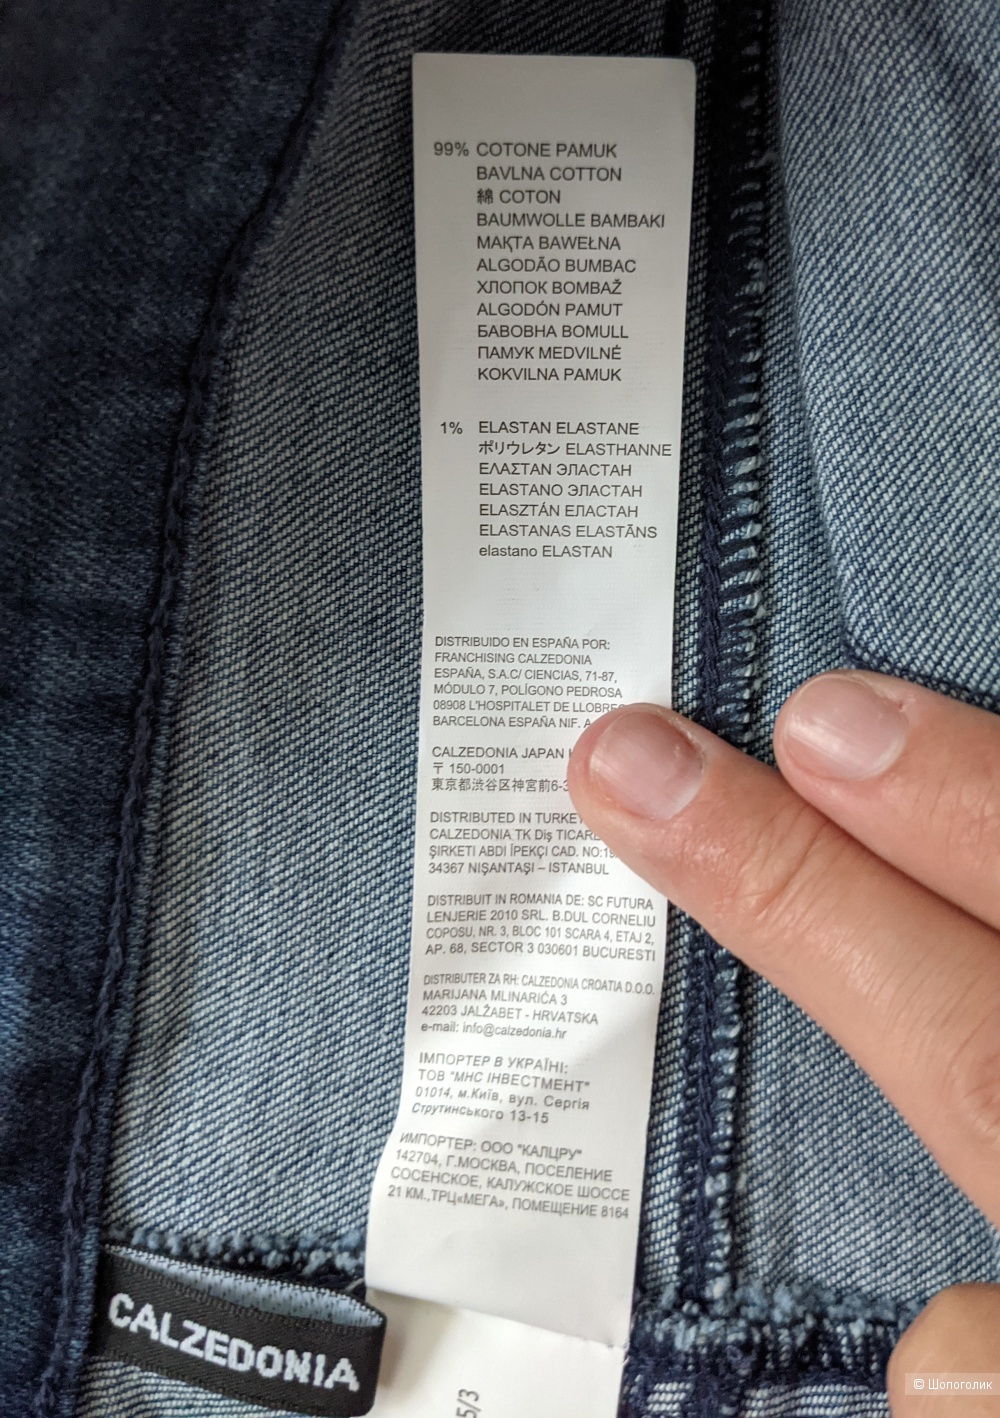 99% COTONE PAMUK
BAVLNA COTTON
綿 COTON
BAUMWOLLE BAMBAKI
МАҚТА BAWEŁNA
ALGODÃO BUMBAC
ХЛОПОК BOMBAŽ
ALGODÓN PAMUT
БАВОВНА BOMULL
ПАМУК MEDVILNĖ
KOKVILNA PAMUK
1% ELASTAN ELASTANE
ポリウレタン ELASTHANNE
ΕΛΑΣΤΑΝ ЭЛАСТАН
ELASTANO ЭЛАСТАН
ELASZTÁN ЕЛАСТАН
ELASTANAS ELASTĀNS
elastano ELASTAN
DISTRIBUIDO EN ESPAÑA POR:
FRANCHISING CALZEDONIA
ESPAÑA, S.A.C/ CIENCIAS, 71-87,
MÓDULO 7, POLÍGONO PEDROSA
08908 L'HOSPITALET DE
BARCELONA ESPAÑA NIF.
CALZEDONIA JAPAN
〒 150-0001
東京都渋谷区神宮前6-3
DISTRIBUTED IN TURKEY
CALZEDONIA TK Diş
ŞIRKETI ABDI İPEKÇI CAD. NO:
34367 NIŞANTAŞI – ISTANBUL
DISTRIBUIT IN ROMANIA DE: SC FUTURA
LENJERIE 2010 SRL. B.DUL CORNELIU
COPOSU, NR. 3, BLOC 101 SCARA 4, ETAJ 2,
AP. 68, SECTOR 3 030601 BUCURESTI
DISTRIBUTER ZA RH: CALZEDONIA CROATIA D.O.O.
MARIJANA MLINARIĆA 3
42203 JALŽABET - HRVATSKA
e-mail: info@calzedonia.hr
ІМПОРТЕР В УКРАЇНІ:
ТОВ "МНС ІНВЕСТМЕНТ"
01014, м.Київ, вул. Сергія
Струтинського 13-15
ИМПОРТЕР: ООО "КАЛЦРУ"
142704, Г.МОСКВА, ПОСЕЛЕНИЕ
СОСЕНСКОЕ, КАЛУЖСКОЕ ШОССЕ
21 КМ.,ТРЦ«МЕГА», ПОМЕЩЕНИЕ 8164
CALZEDONIA
5/3
© Шопоголик